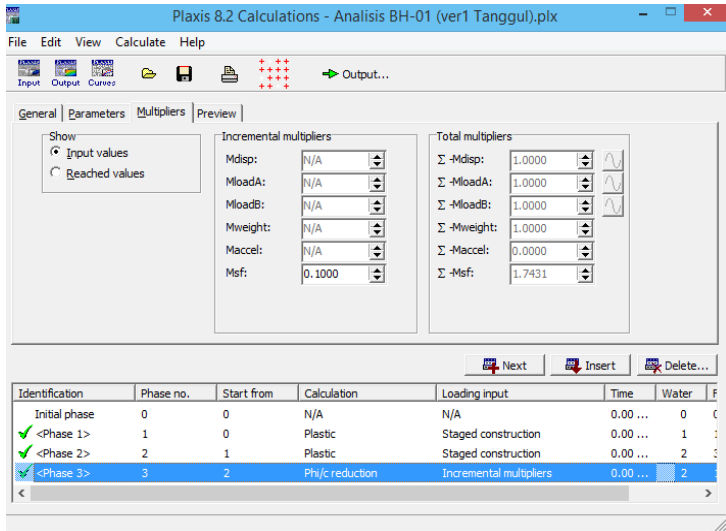 Plaxis 8.2 Calculations - Analisis BH-01 (ver1 Tanggul).plx
File Edit View Calculate Help
Input Output Curves Output...
General Parameters Multipliers Preview
Show
Input values
Reached values
Incremental multipliers
Mdisp: N/A
MloadA: N/A
MloadB: N/A
Mweight: N/A
Maccel: N/A
Msf: 0.1000
Total multipliers
Σ -Mdisp: 1.0000
Σ -MloadA: 1.0000
Σ -MloadB: 1.0000
Σ -Mweight: 1.0000
Σ -Maccel: 0.0000
Σ -Msf: 1.7431
Next Insert Delete...
Identification Phase no. Start from Calculation Loading input Time Water F
Initial phase 0 0 N/A N/A 0.00 ... 0
<Phase 1> 1 0 Plastic Staged construction 0.00 ... 1
<Phase 2> 2 1 Plastic Staged construction 0.00 ... 2
<Phase 3> 3 2 Phi/c reduction Incremental multipliers 0.00 ... 2